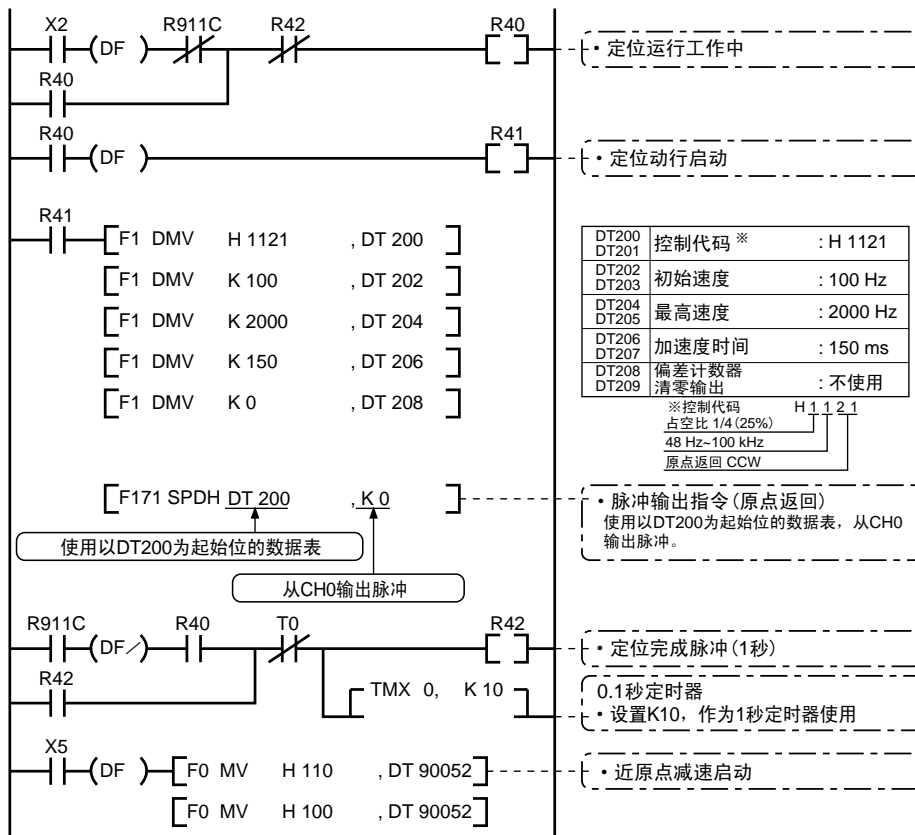 X2 R911C R42 R40
(DF )
・定位运行工作中
R40
R40 R41
(DF )
・定位动行启动
R41
F1 DMV H 1121 , DT 200
F1 DMV K 100 , DT 202
F1 DMV K 2000 , DT 204
F1 DMV K 150 , DT 206
F1 DMV K 0 , DT 208
DT200
DT201
控制代码※ : H 1121
DT202
DT203
初始速度 : 100 Hz
DT204
DT205
最高速度 : 2000 Hz
DT206
DT207
加速度时间 : 150 ms
DT208
DT209
偏差计数器
清零输出 : 不使用
※控制代码 H 1 1 2 1
占空比 1/4(25%)
48 Hz~100 kHz
原点返回 CCW
F171 SPDH DT 200 , K 0
使用以DT200为起始位的数据表
从CH0输出脉冲
・脉冲输出指令(原点返回)
使用以DT200为起始位的数据表，从CH0
输出脉冲。
R911C R40 T0 R42
(DF/)
・定位完成脉冲(1秒)
R42
TMX 0, K 10
0.1秒定时器
・设置K10，作为1秒定时器使用
X5
(DF ) F0 MV H 110 , DT 90052
・近原点减速启动
F0 MV H 100 , DT 90052